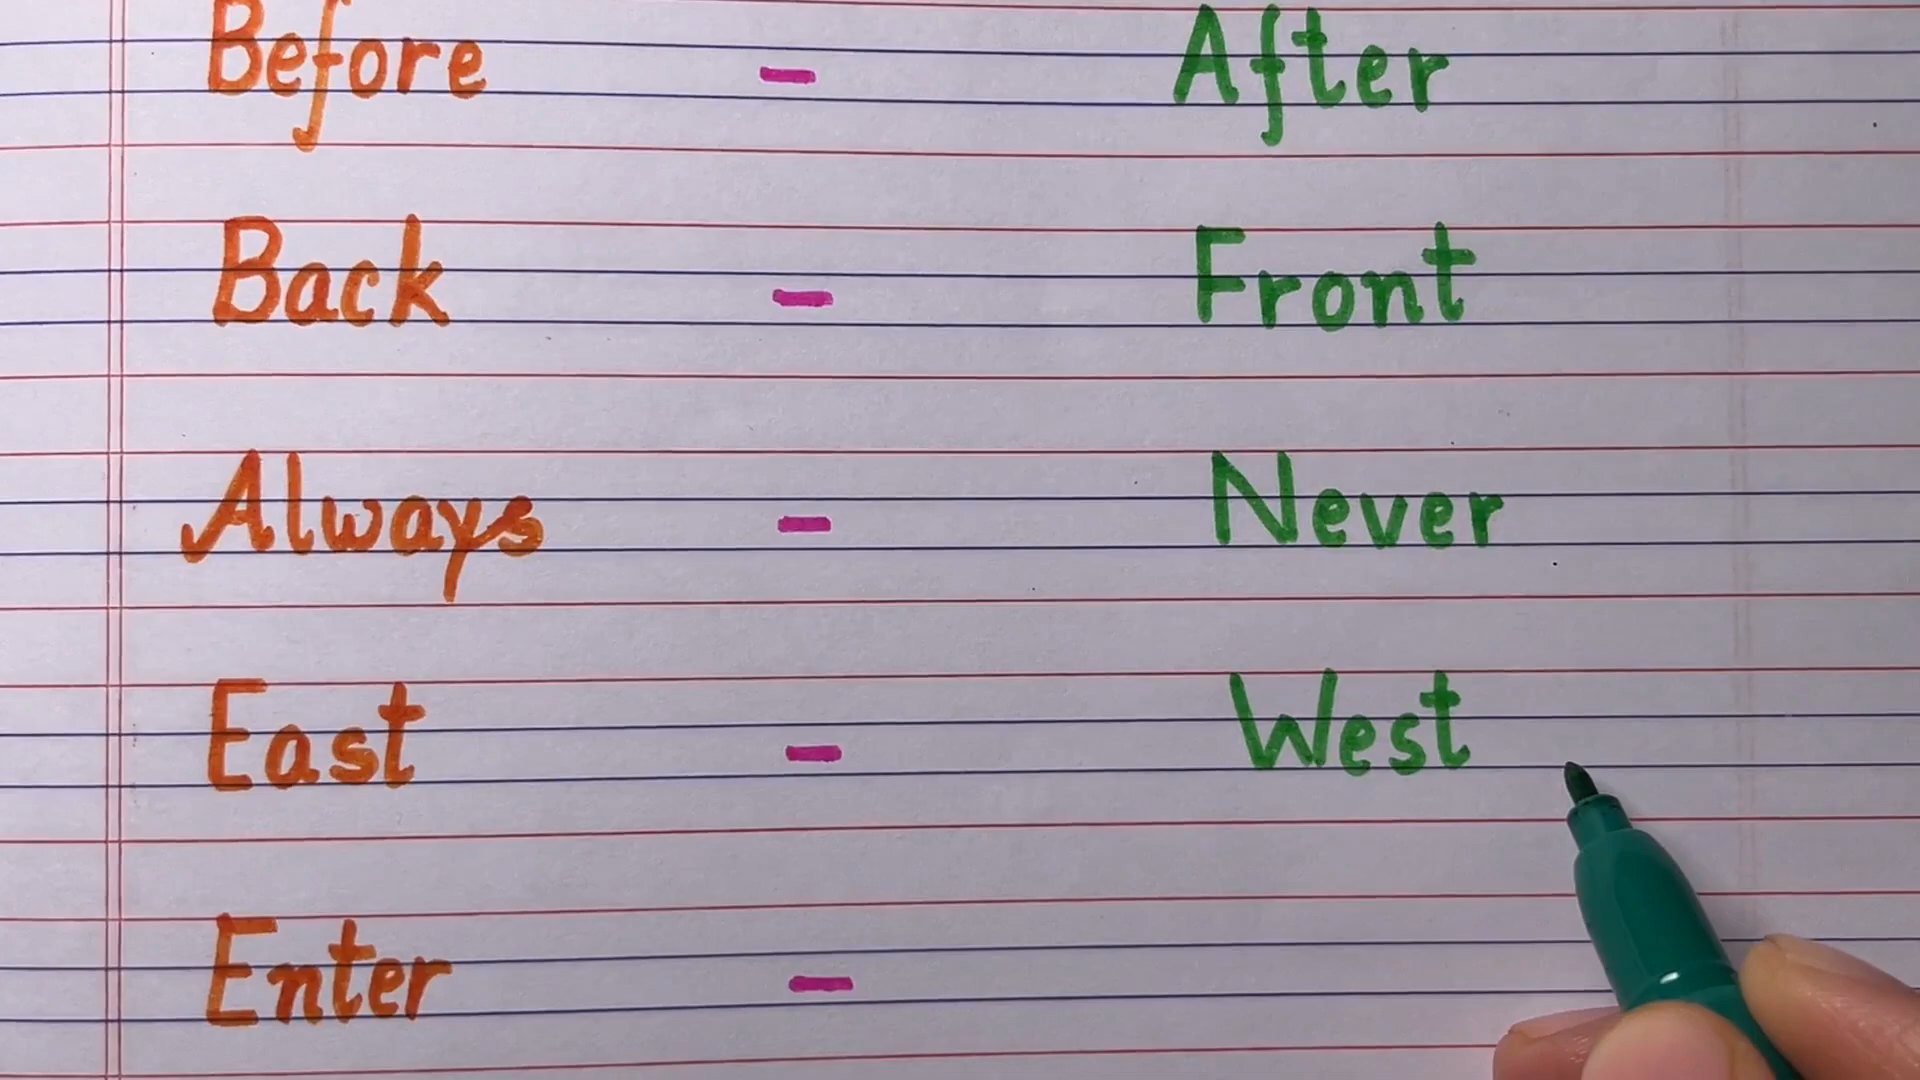 Before - After
Back - Front
Always - Never
East - West
Enter -